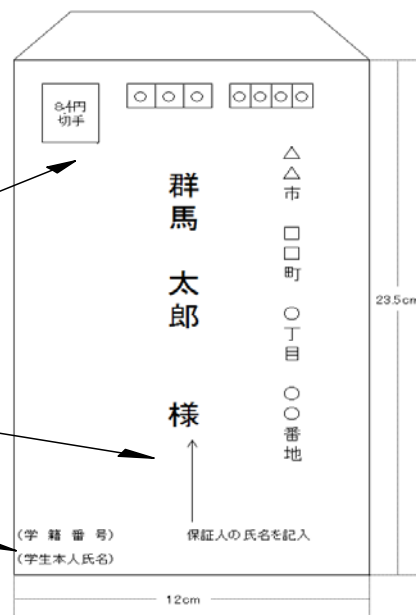 84円
切手
○○○ ○○○○
△△市 □□町 ○丁目 ○○番地
群馬 太郎 様
23.5cm
(学籍番号)
(学生本人氏名)
保証人の氏名を記入
12cm